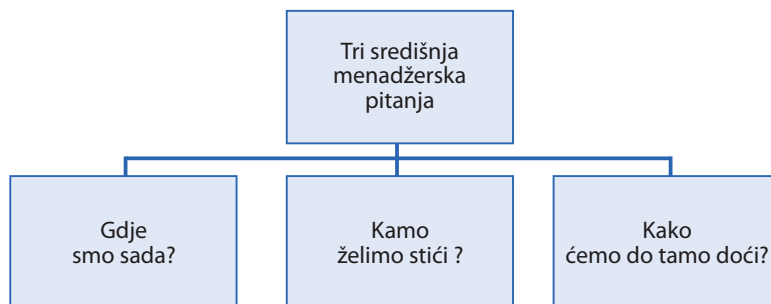 Tri središnja
menadžerska
pitanja
Gdje
smo sada?
Kamo
želimo stići ?
Kako
ćemo do tamo doći?